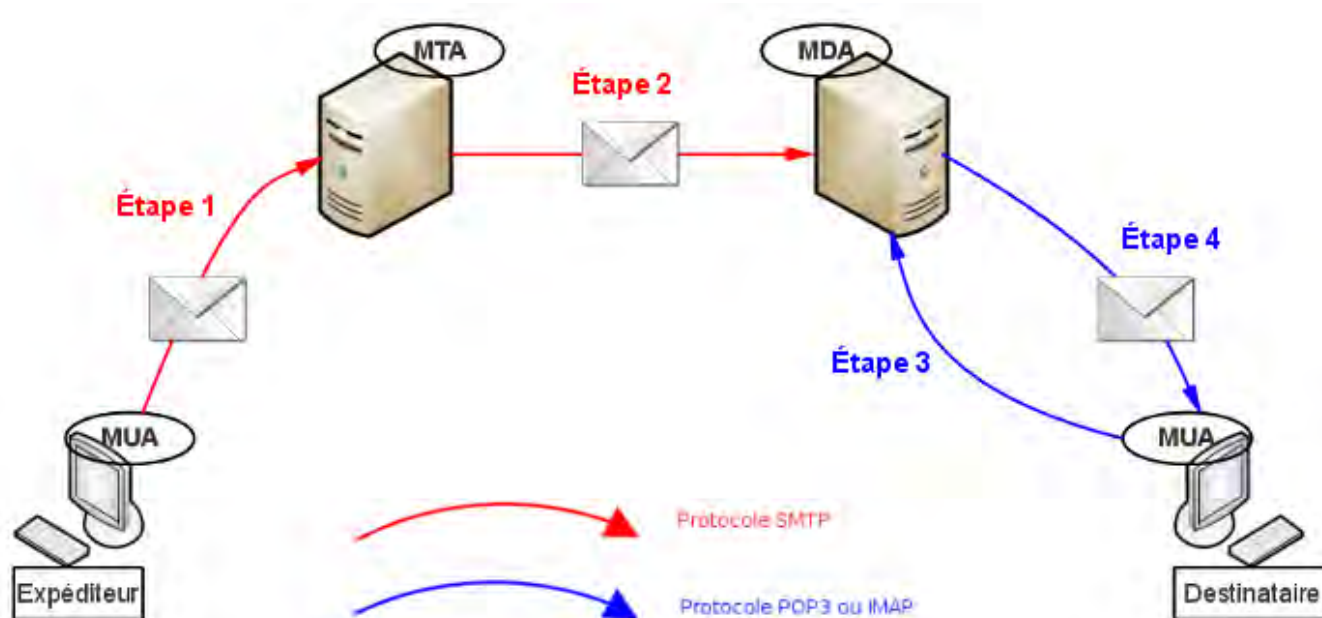 MTA
MDA
Étape 2
Étape 1
Étape 4
Étape 3
MUA
MUA
Protocole SMTP
Expéditeur
Destinataire
Protocole POP3 ou IMAP